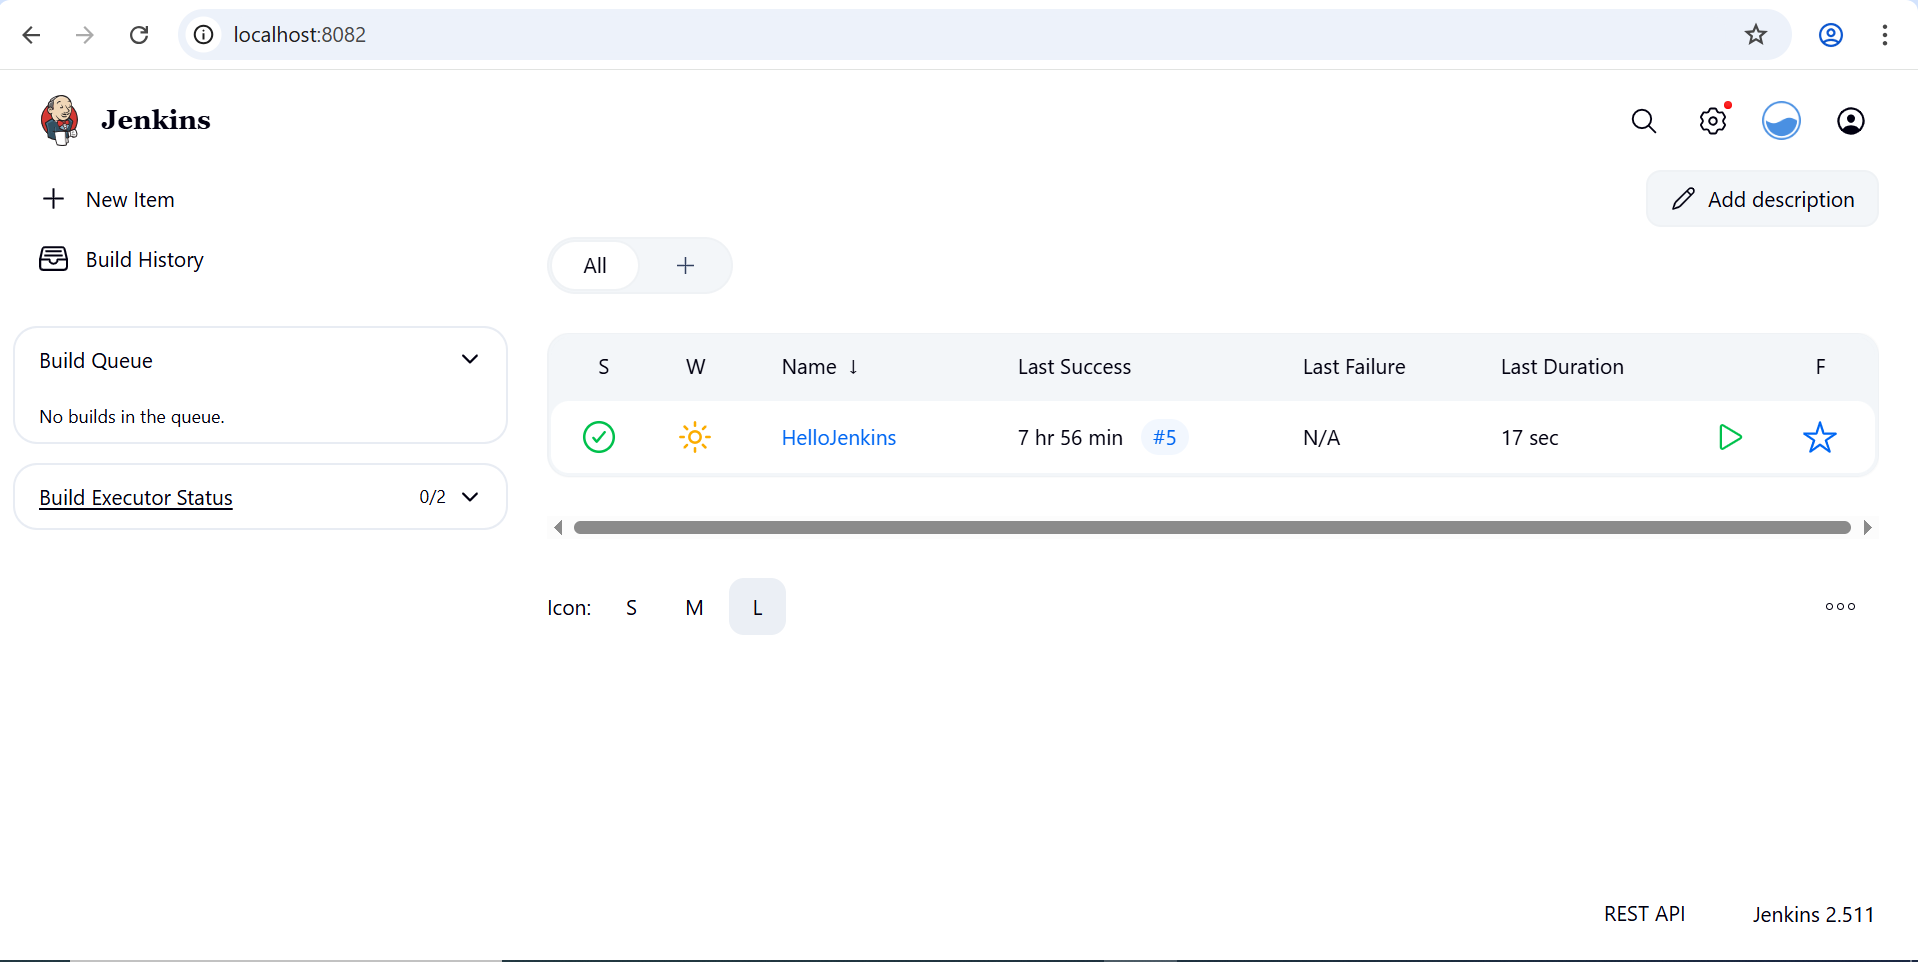 localhost:8082
Jenkins
New Item
Add description
Build History
All
Build Queue
No builds in the queue.
Build Executor Status 0/2
S W Name ↓ Last Success Last Failure Last Duration F
HelloJenkins 7 hr 56 min #5 N/A 17 sec
Icon: S M L
REST API Jenkins 2.511